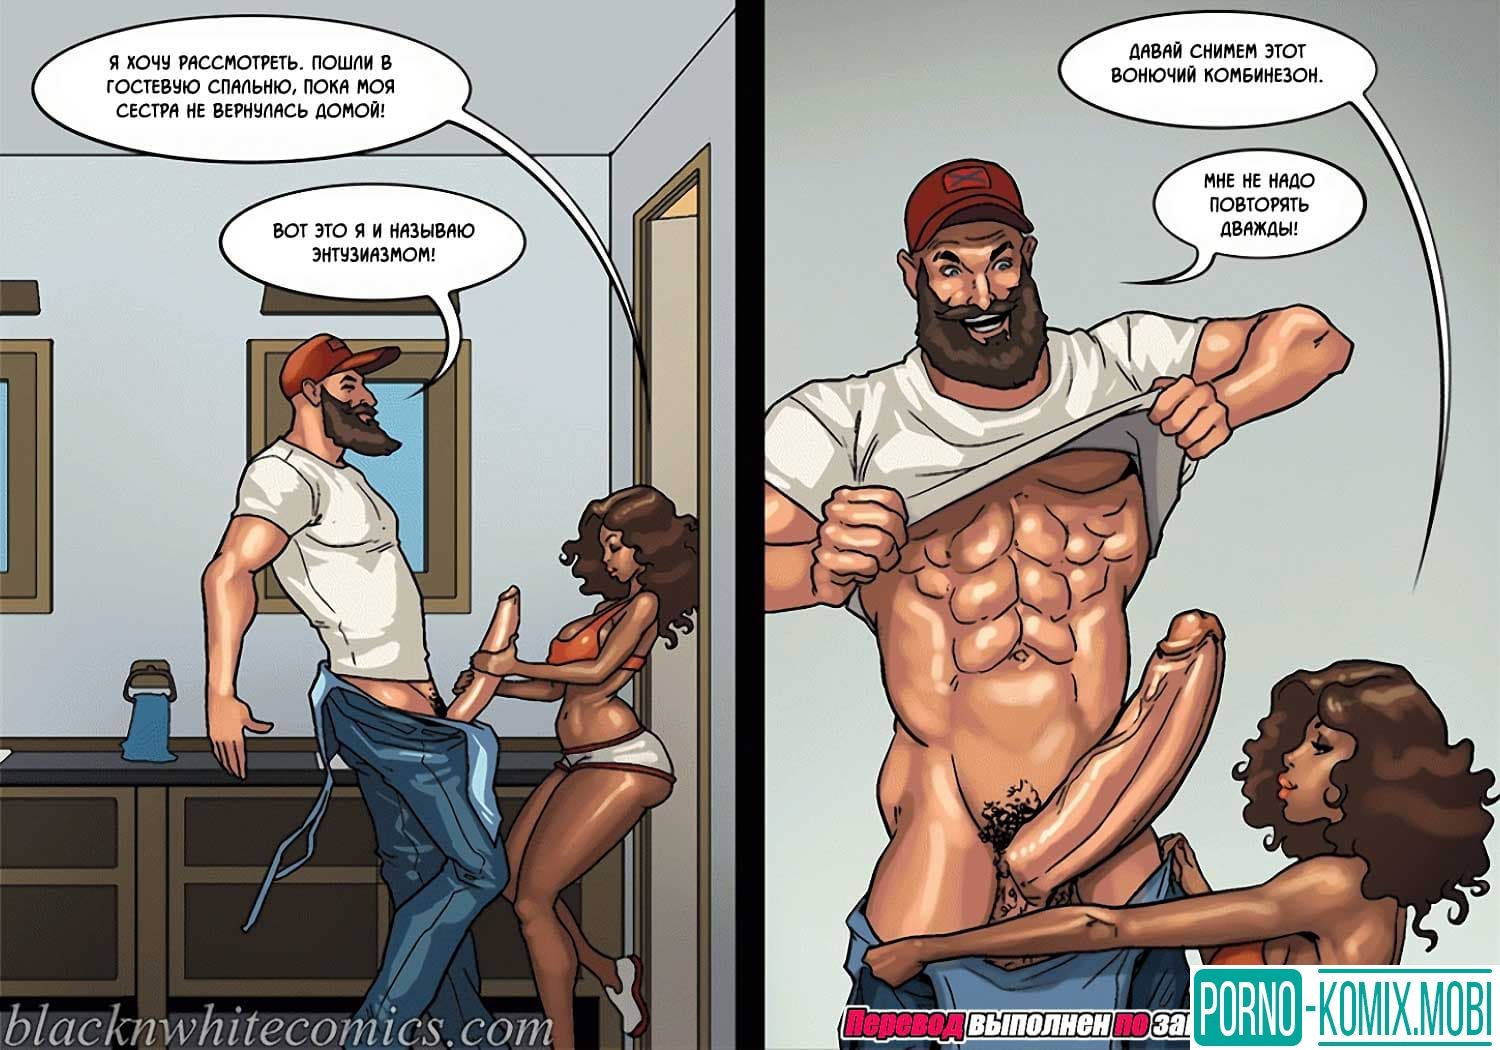 Я ХОЧУ РАССМОТРЕТЬ. ПОШЛИ В
ГОСТЕВУЮ СПАЛЬНЮ, ПОКА МОЯ
СЕСТРА НЕ ВЕРНУЛАСЬ ДОМОЙ!
ВОТ ЭТО Я И НАЗЫВАЮ
ЭНТУЗИАЗМОМ!
ДАВАЙ СНИМЕМ ЭТОТ
ВОНЮЧИЙ КОМБИНЕЗОН.
МНЕ НЕ НАДО
ПОВТОРЯТЬ
ДВАЖДЫ!
blacknwhitecomics.com
Перевод выполнен по
PORNO-KOMIX.MOBI